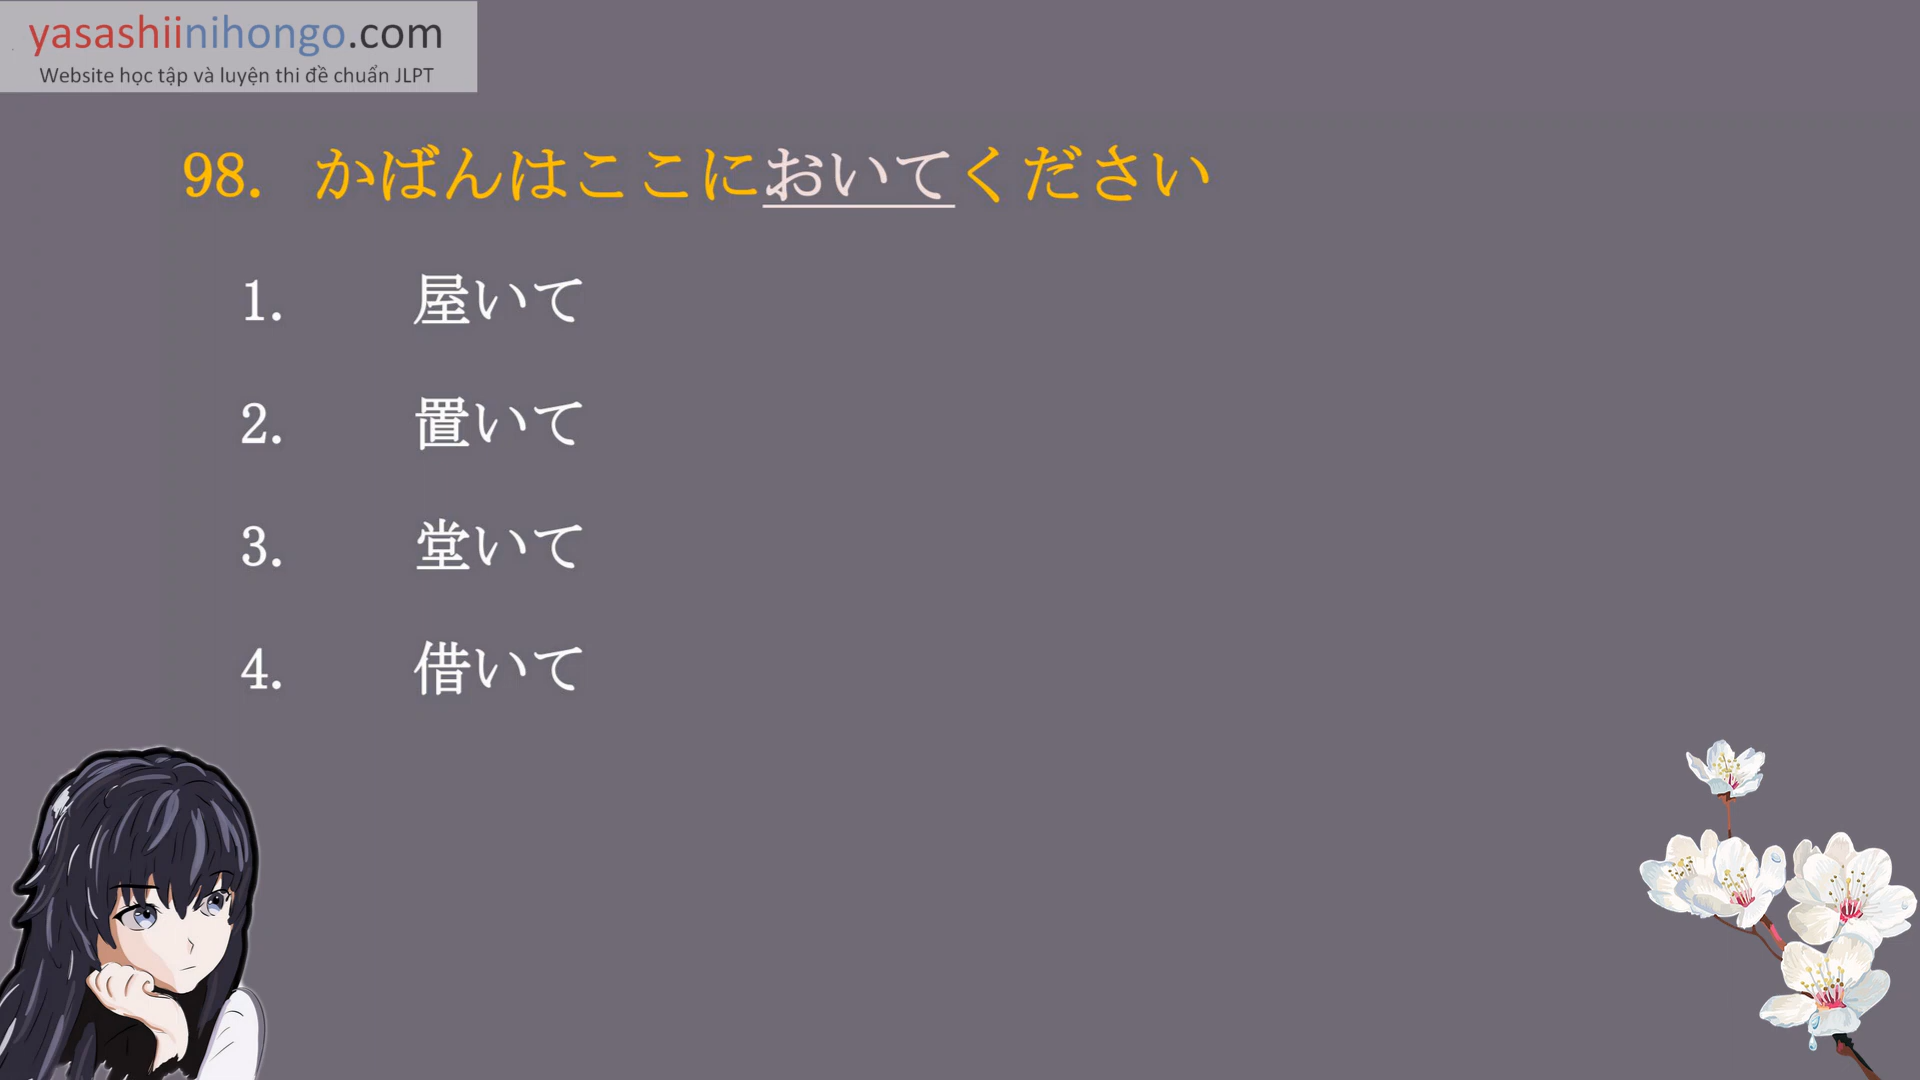 yasashiinihongo.com
Website học tập và luyện thi đề chuẩn JLPT
98. かばんはここにおいてください
1. 屋いて
2. 置いて
3. 堂いて
4. 借いて